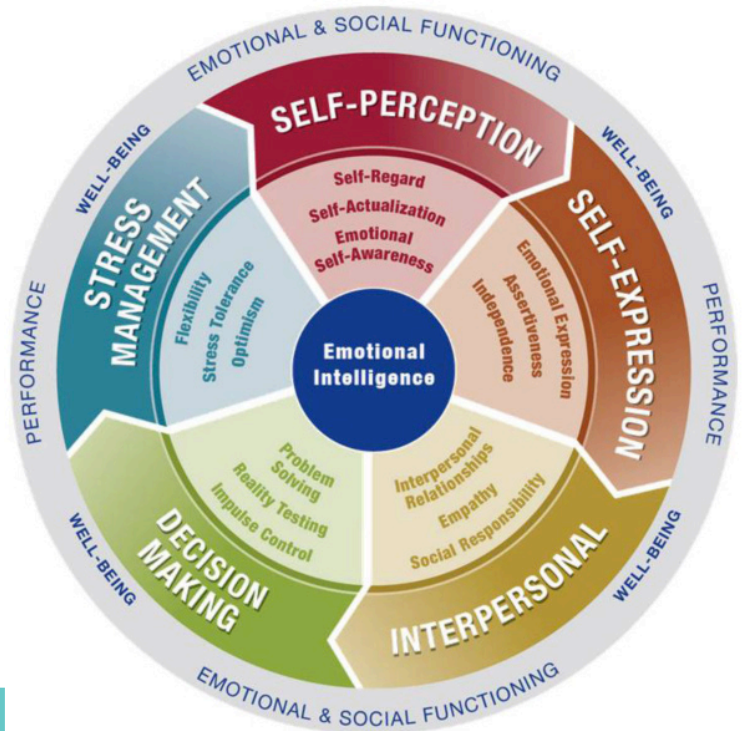 EMOTIONAL & SOCIAL FUNCTIONING
WELL-BEING
WELL-BEING
PERFORMANCE
PERFORMANCE
SELF-PERCEPTION
Self-Regard
Self-Actualization
Emotional
Self-Awareness
SELF-EXPRESSION
Emotional Expression
Assertiveness
Independence
Emotional
Intelligence
INTERPERSONAL
Interpersonal
Relationships
Empathy
Social Responsibility
DECISION
MAKING
Problem
Solving
Reality Testing
Impulse Control
STRESS
MANAGEMENT
Flexibility
Stress Tolerance
Optimism
WELL-BEING
WELL-BEING
EMOTIONAL & SOCIAL FUNCTIONING